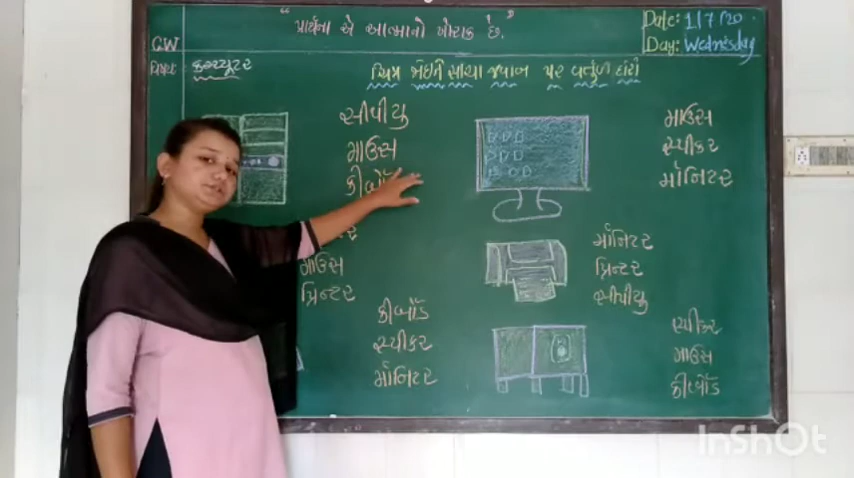 "પ્રાર્થના એ આત્માનો ખોરાક છે."
Date: 1/7/20
Day: Wednesday
CW
વિષય: કમ્પ્યુટર
ચિત્ર જોઈને સાચા જવાબ પર વર્તુળ દોરો
સીપીયુ
માઉસ
કીબોર્ડ
માઉસ
પ્રિન્ટર
કીબોર્ડ
સ્પીકર
મોનિટર
માઉસ
સ્પીકર
મોનિટર
મોનિટર
પ્રિન્ટર
સીપીયુ
સ્પીકર
માઉસ
કીબોર્ડ
InShOt